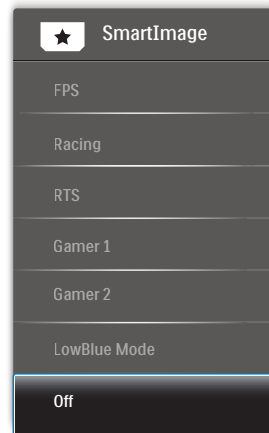 SmartImage
FPS
Racing
RTS
Gamer 1
Gamer 2
LowBlue Mode
Off